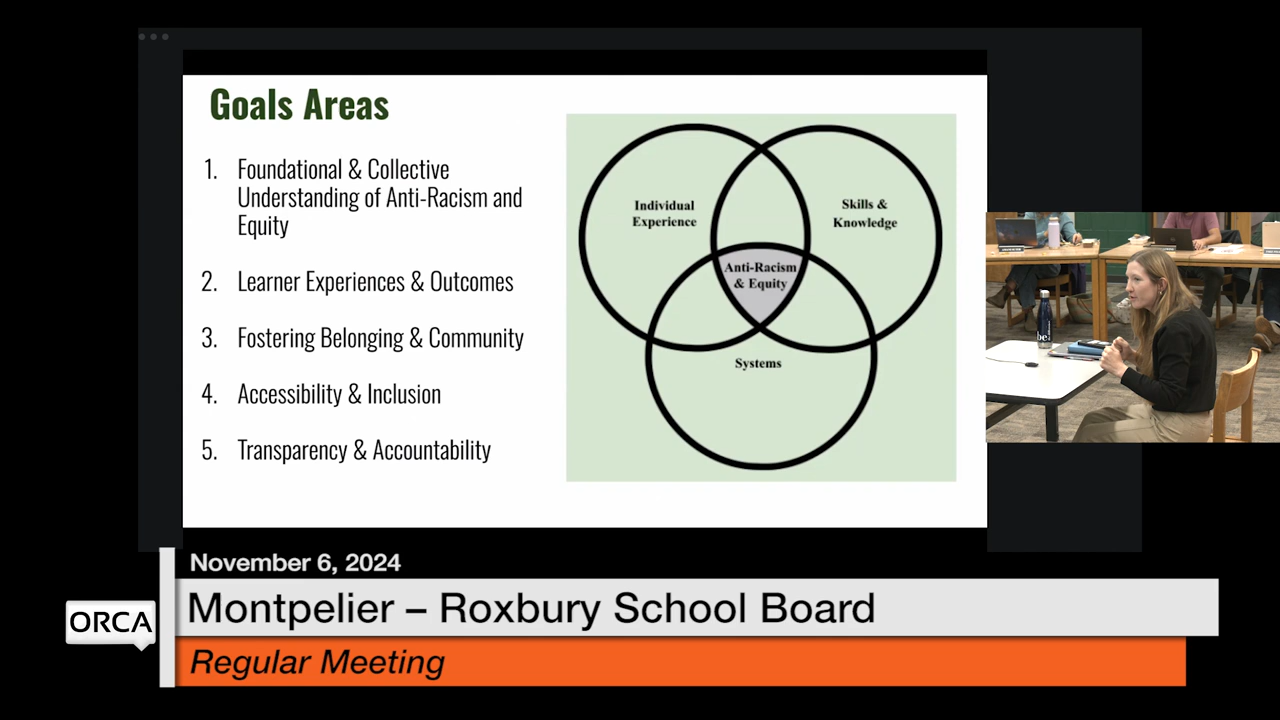 Goals Areas
1. Foundational & Collective
Understanding of Anti-Racism and
Equity
2. Learner Experiences & Outcomes
3. Fostering Belonging & Community
4. Accessibility & Inclusion
5. Transparency & Accountability
Individual
Experience
Skills &
Knowledge
Anti-Racism
& Equity
Systems
November 6, 2024
ORCA
Montpelier – Roxbury School Board
Regular Meeting